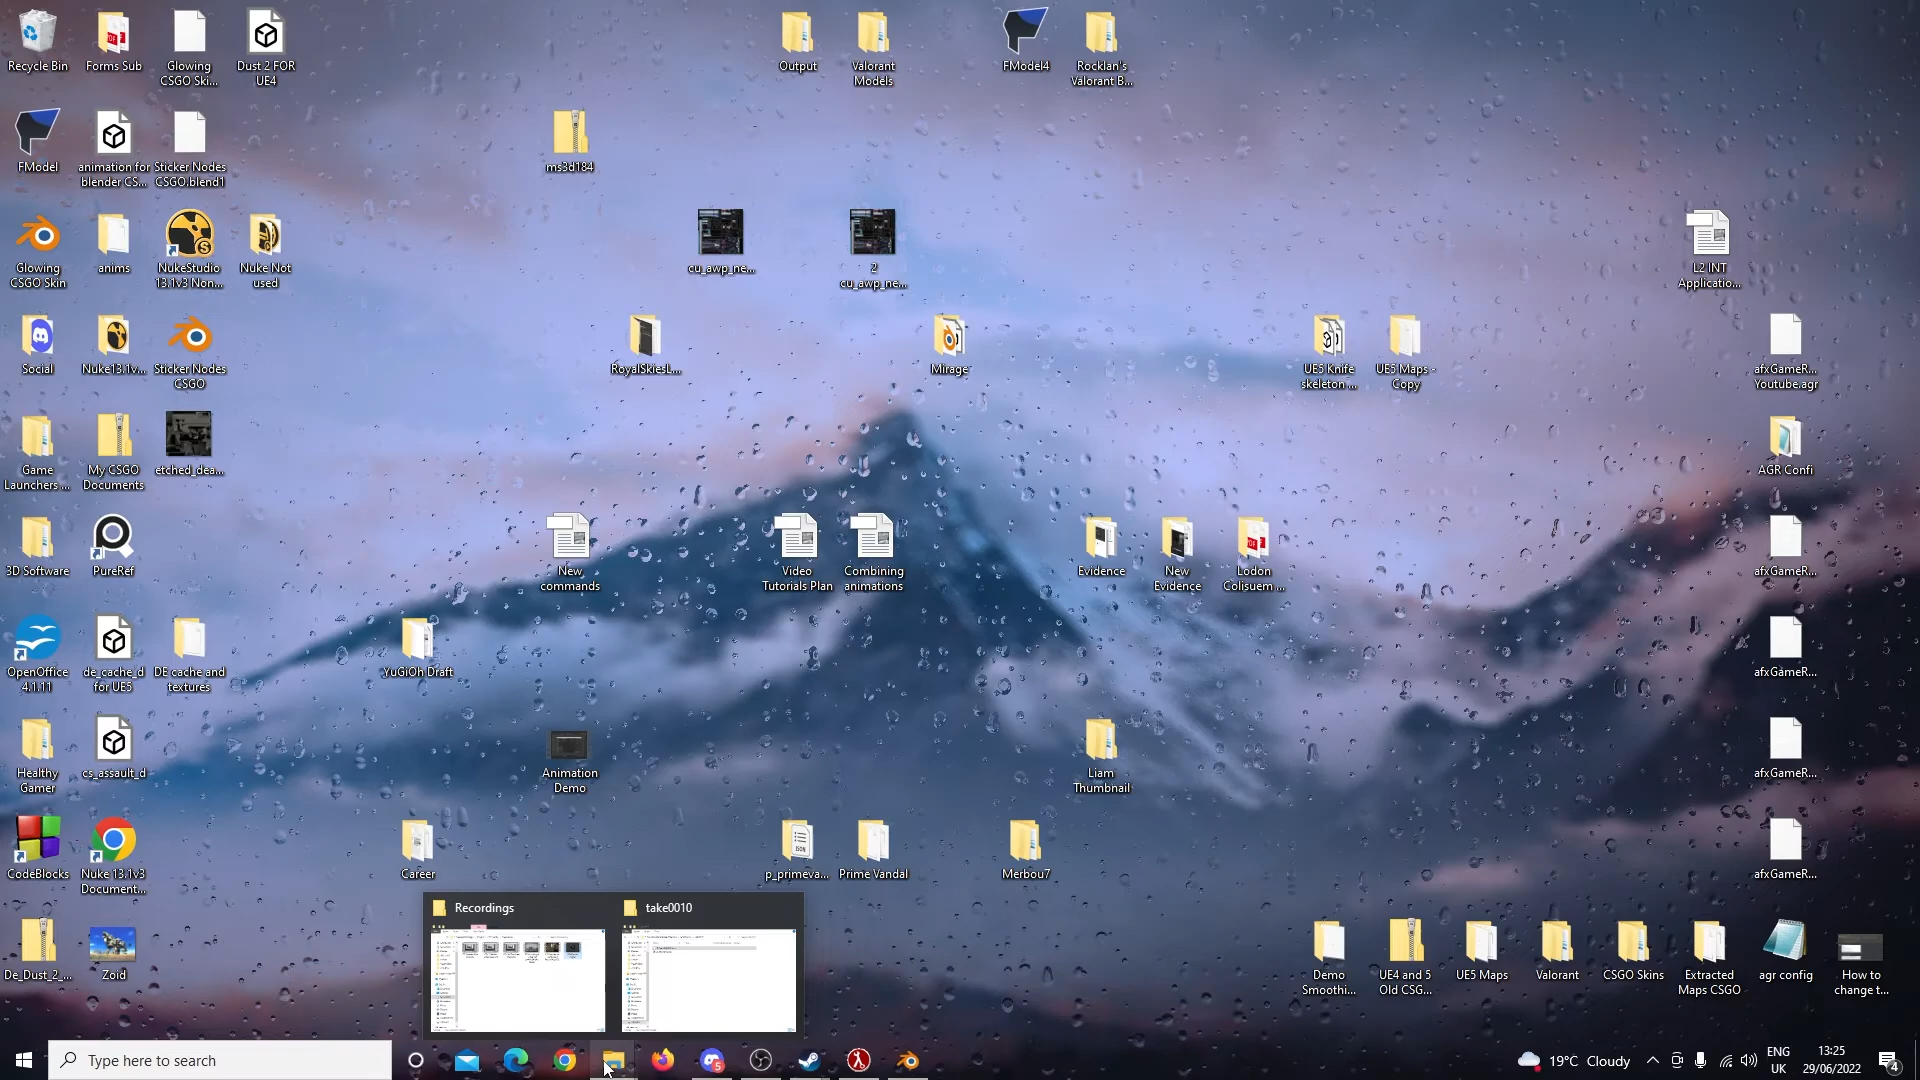 Recycle Bin
Forms Sub
Glowing
CSGO Ski...
Dust 2 FOR
UE4
Output
Valorant
Models
FModel4
Rocklan's
Valorant B...
FModel
animation for
blender CS...
Sticker Nodes
CSGO.blend1
ms3d184
Glowing
CSGO Skin
anims
NukeStudio
13.1v3 Non...
Nuke Not
used
cu_awp_ne...
2
cu_awp_ne...
L2 INT
Applicatio...
Social
Nuke13.1v...
Sticker Nodes
CSGO
RoyalSkiesL...
Mirage
UE5 Knife
skeleton ...
UE5 Maps -
Copy
afxGameR...
Youtube.agr
Game
Launchers ...
My CSGO
Documents
etched_dea...
AGR Confi
3D Software
PureRef
New
commands
Video
Tutorials Plan
Combining
animations
Evidence
New
Evidence
Lodon
Colisuem ...
afxGameR...
OpenOffice
4.1.11
de_cache_d
for UE5
DE cache and
textures
YuGiOh Draft
afxGameR...
Healthy
Gamer
cs_assault_d
Animation
Demo
Liam
Thumbnail
afxGameR...
CodeBlocks
Nuke 13.1v3
Document...
Career
p_primeva...
Prime Vandal
Merbou7
afxGameR...
Recordings
take0010
De_Dust_2_...
Zoid
Demo
Smoothi...
UE4 and 5
Old CSG...
UE5 Maps
Valorant
CSGO Skins
Extracted
Maps CSGO
agr config
How to
change t...
Type here to search
5
19°C Cloudy
ENG
UK
13:25
29/06/2022
4